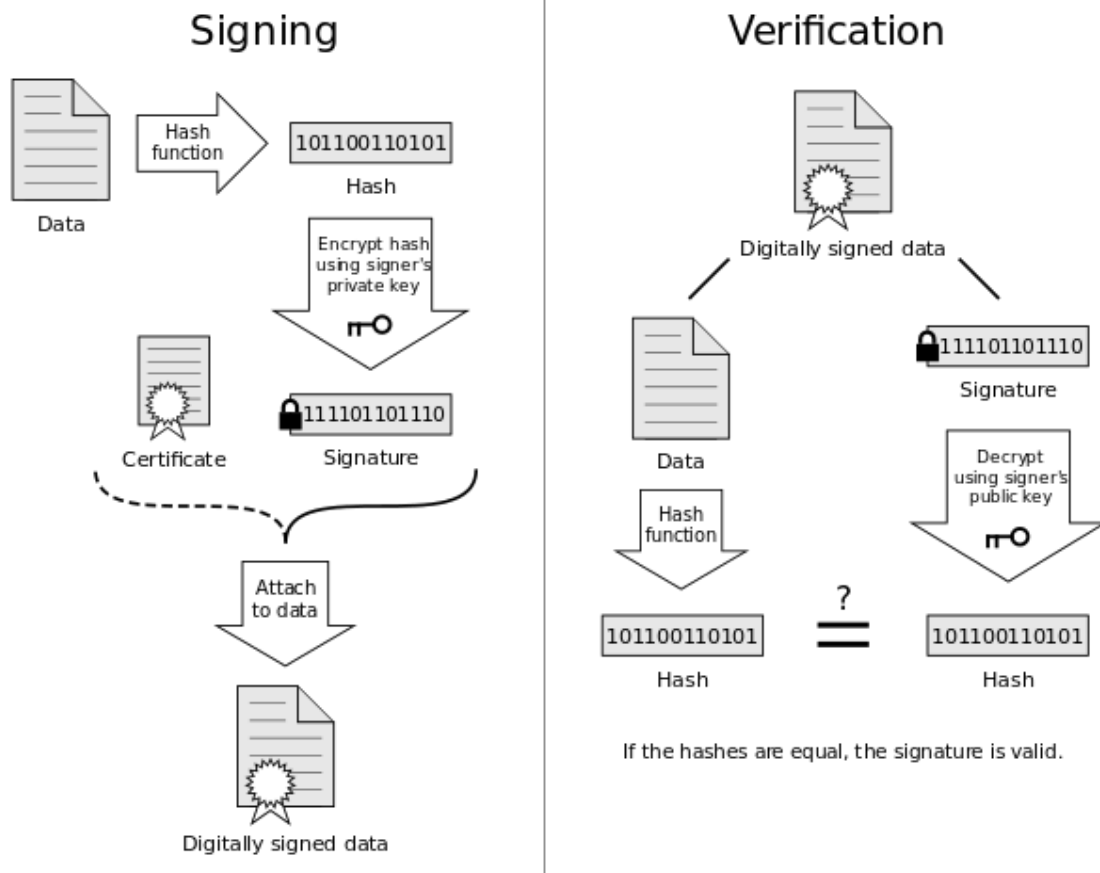 Signing
Data
Hash
function
101100110101
Hash
Encrypt hash
using signer's
private key
Certificate
111101101110
Signature
Attach
to data
Digitally signed data
Verification
Digitally signed data
Data
Hash
function
101100110101
Hash
111101101110
Signature
Decrypt
using signer's
public key
?
101100110101
Hash
If the hashes are equal, the signature is valid.